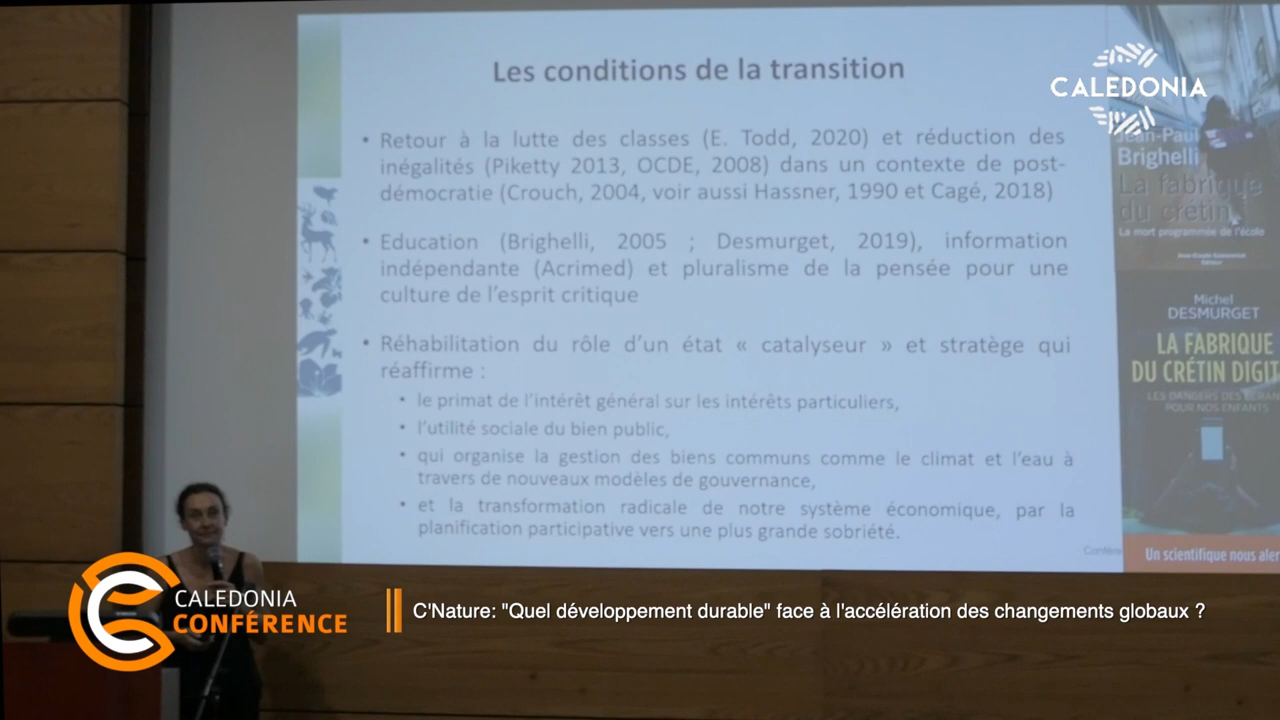 Les conditions de la transition
CALEDONIA
• Retour à la lutte des classes (E. Todd, 2020) et réduction des
inégalités (Piketty 2013, OCDE, 2008) dans un contexte de post-
démocratie (Crouch, 2004, voir aussi Hassner, 1990 et Cagé, 2018)
• Education (Brighelli, 2005 ; Desmurget, 2019), information
indépendante (Acrimed) et pluralisme de la pensée pour une
culture de l'esprit critique
• Réhabilitation du rôle d'un état « catalyseur » et stratège qui
réaffirme :
• le primat de l'intérêt général sur les intérêts particuliers,
• l'utilité sociale du bien public,
• qui organise la gestion des biens communs comme le climat et l'eau à
travers de nouveaux modèles de gouvernance,
• et la transformation radicale de notre système économique, par la
planification participative vers une plus grande sobriété.
Jean-Paul
Brighelli
La fabrique
du crétin
La mort programmée de l'école
Michel
DESMURGET
LA FABRIQUE
DU CRÉTIN DIGIT
LES DANGERS DES ÉCRAN
POUR NOS ENFANTS
Un scientifique nous aler
Confére
CALEDONIA
CONFÉRENCE
C'Nature: "Quel développement durable" face à l'accélération des changements globaux ?